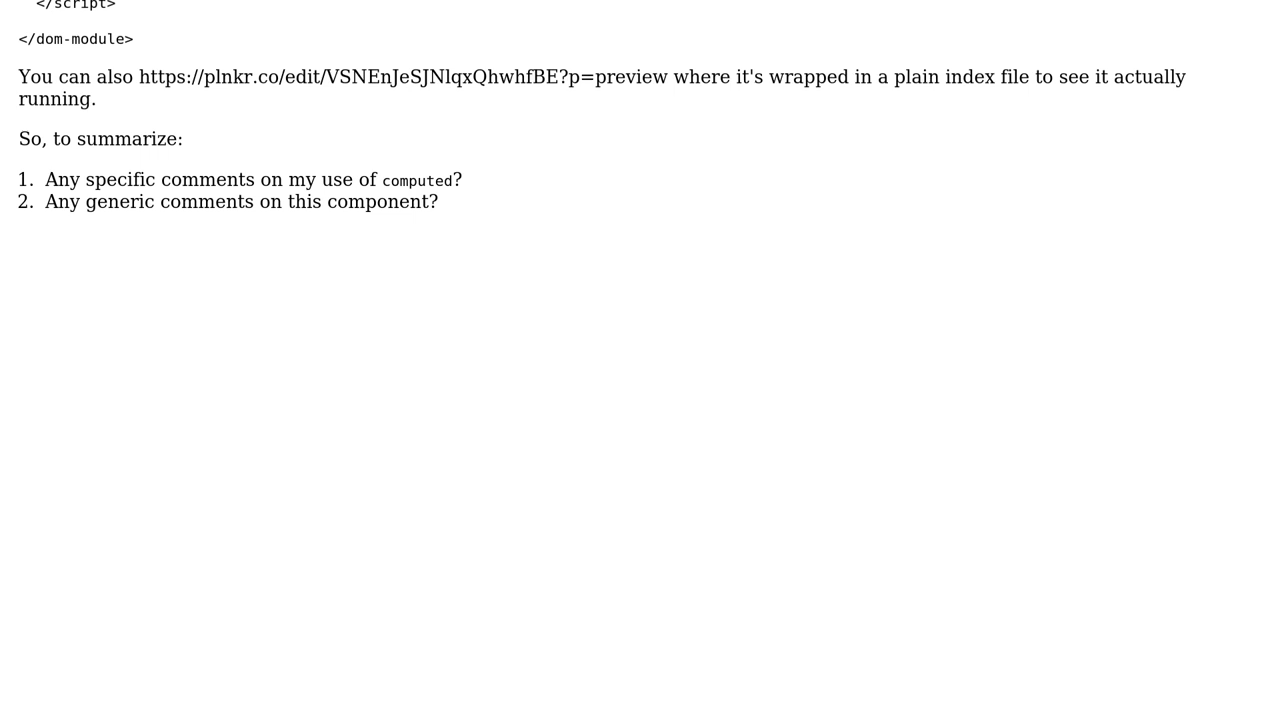 </script>
</dom-module>
You can also https://plnkr.co/edit/VSNEnJeSJNlqxQhwhfBE?p=preview where it's wrapped in a plain index file to see it actually
running.
So, to summarize:
1. Any specific comments on my use of computed?
2. Any generic comments on this component?